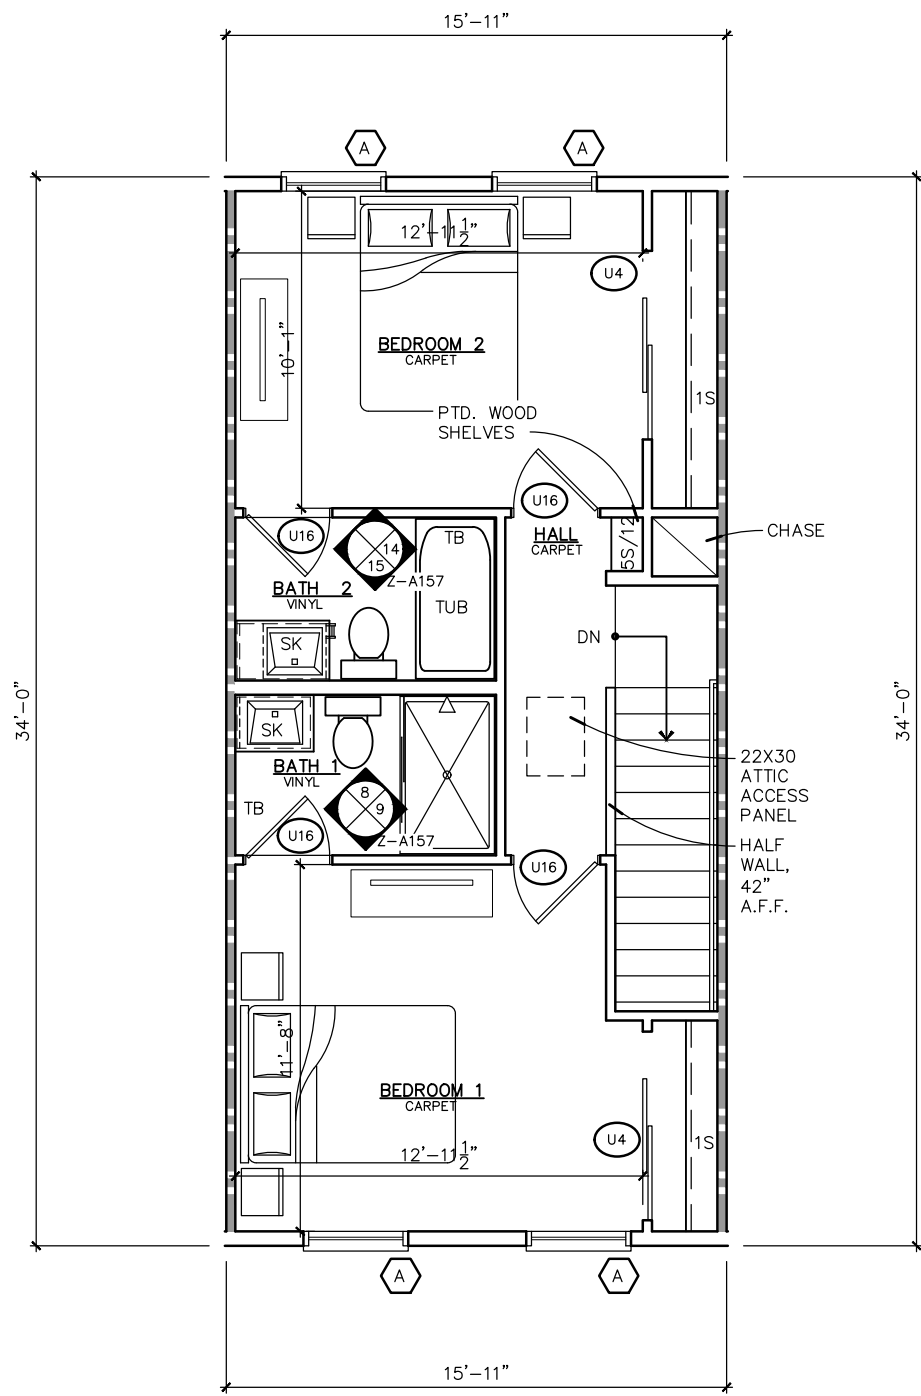 15'-11"
A
A
12'-11 1/2"
U4
10'-1"
BEDROOM 2
CARPET
1S
PTD. WOOD
SHELVES
U16
U16
HALL
CARPET
5S/12
CHASE
14
15
Z-A157
TB
TUB
BATH 2
VINYL
SK
DN
34'-0"
34'-0"
SK
BATH 1
VINYL
TB
8
9
Z-A157
U16
U16
22X30
ATTIC
ACCESS
PANEL
HALF
WALL,
42"
A.F.F.
11'-8"
BEDROOM 1
CARPET
U4
1S
12'-11 1/2"
A
A
15'-11"